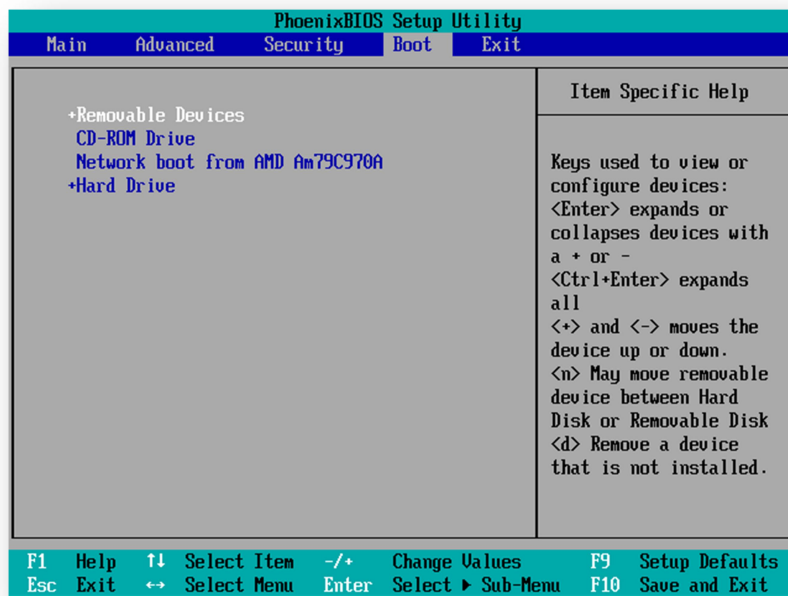 PhoenixBIOS Setup Utility
Main Advanced Security Boot Exit
+Removable Devices
CD-ROM Drive
Network boot from AMD Am79C970A
+Hard Drive
Item Specific Help
Keys used to view or
configure devices:
<Enter> expands or
collapses devices with
a + or -
<Ctrl+Enter> expands
all
<+> and <-> moves the
device up or down.
<n> May move removable
device between Hard
Disk or Removable Disk
<d> Remove a device
that is not installed.
F1 Help ↑↓ Select Item -/+ Change Values F9 Setup Defaults
Esc Exit ↔ Select Menu Enter Select ▶ Sub-Menu F10 Save and Exit